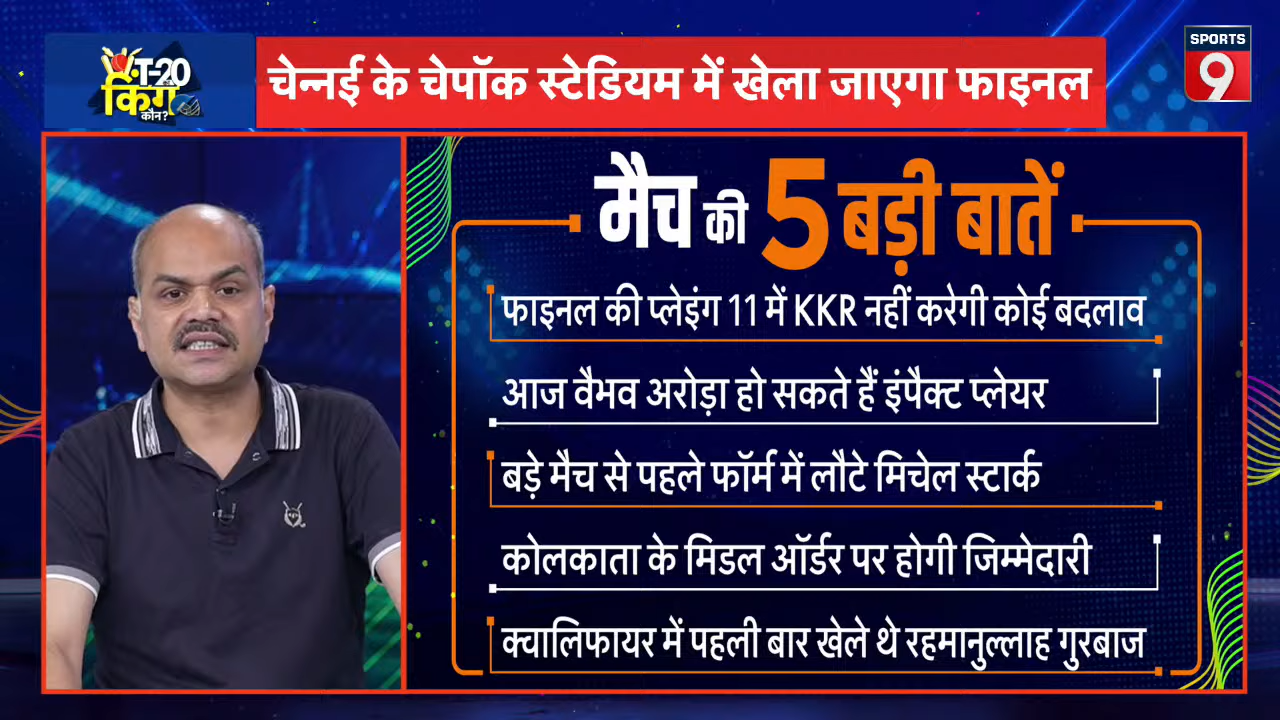 T-20
किंग
कौन?
चेन्नई के चेपॉक स्टेडियम में खेला जाएगा फाइनल
SPORTS
9
मैच की 5 बड़ी बातें
फाइनल की प्लेइंग 11 में KKR नहीं करेगी कोई बदलाव
आज वैभव अरोड़ा हो सकते हैं इंपैक्ट प्लेयर
बड़े मैच से पहले फॉर्म में लौटे मिचेल स्टार्क
कोलकाता के मिडल ऑर्डर पर होगी जिम्मेदारी
क्वालिफायर में पहली बार खेले थे रहमानुल्लाह गुरबाज